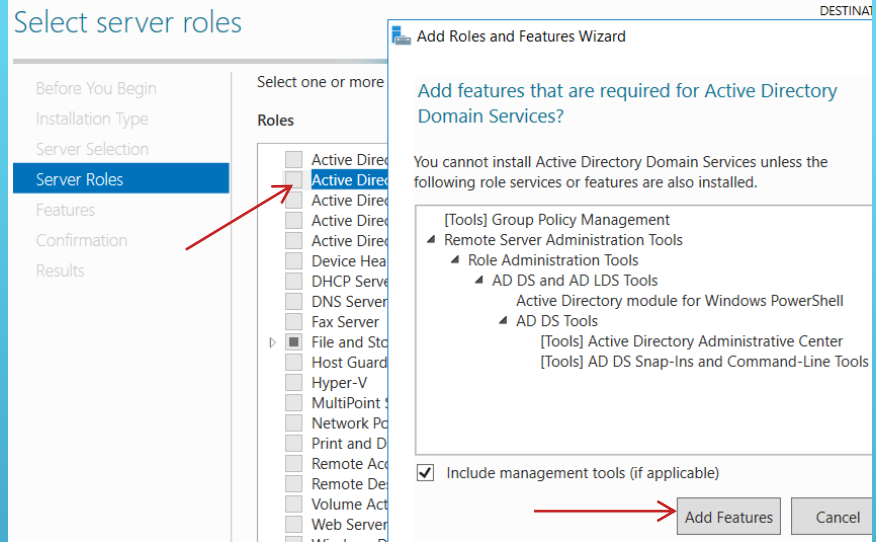 Select server roles
DESTINAT
Add Roles and Features Wizard
Before You Begin
Installation Type
Server Selection
Server Roles
Features
Confirmation
Results
Select one or more
Roles
Active Direc
Active Direc
Active Direc
Active Direc
Active Direc
Device Hea
DHCP Serve
DNS Server
Fax Server
File and Sto
Host Guard
Hyper-V
MultiPoint S
Network Po
Print and D
Remote Acc
Remote Des
Volume Act
Web Server
Add features that are required for Active Directory
Domain Services?
You cannot install Active Directory Domain Services unless the
following role services or features are also installed.
[Tools] Group Policy Management
Remote Server Administration Tools
Role Administration Tools
AD DS and AD LDS Tools
Active Directory module for Windows PowerShell
AD DS Tools
[Tools] Active Directory Administrative Center
[Tools] AD DS Snap-Ins and Command-Line Tools
Include management tools (if applicable)
Add Features
Cancel